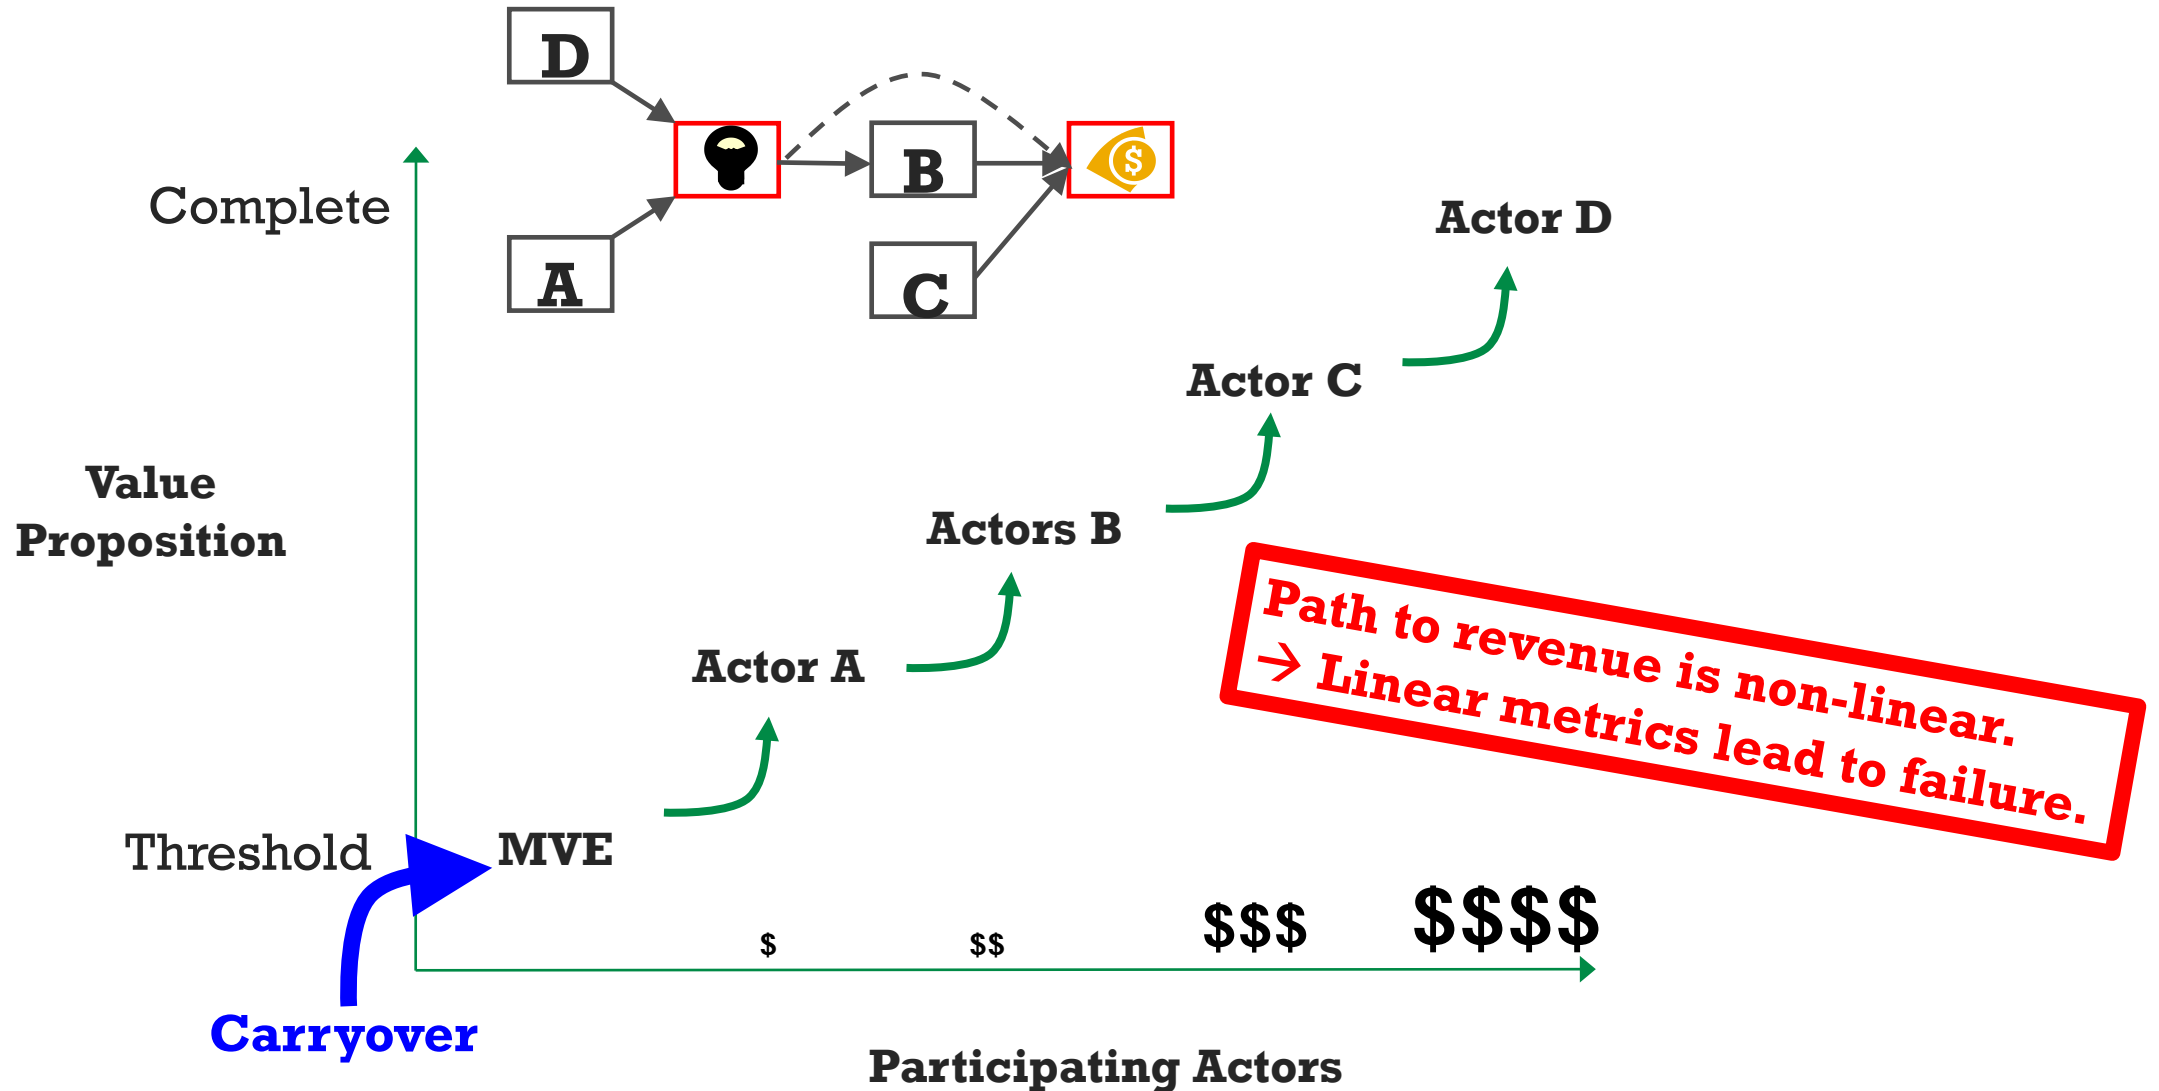 D
B
$
A
C
Complete
Actor D
Actor C
Value
Proposition
Actors B
Path to revenue is non-linear.
→ Linear metrics lead to failure.
Actor A
Threshold
MVE
$
$$
$$$
$$$$
Carryover
Participating Actors